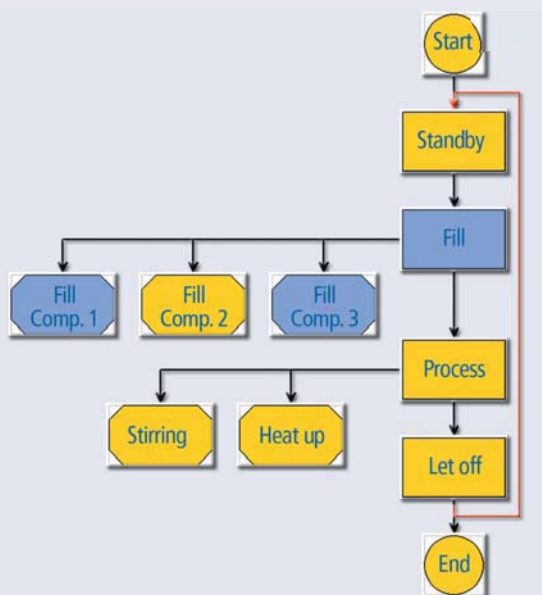 Start
Standby
Fill
Fill
Comp. 1
Fill
Comp. 2
Fill
Comp. 3
Process
Stirring
Heat up
Let off
End